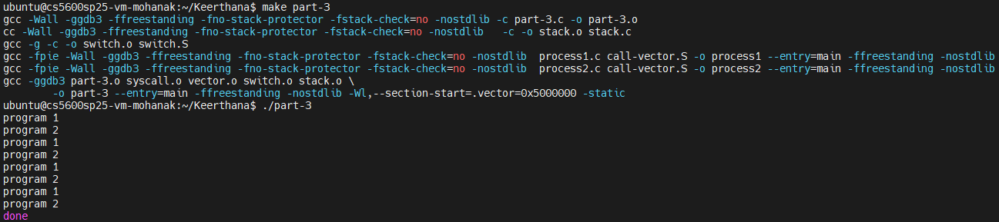 ubuntu@cs5600sp25-vm-mohanak:~/Keerthana$ make part-3
gcc -Wall -ggdb3 -ffreestanding -fno-stack-protector -fstack-check=no -nostdlib -c part-3.c -o part-3.o
cc -Wall -ggdb3 -ffreestanding -fno-stack-protector -fstack-check=no -nostdlib   -c -o stack.o stack.c
gcc -g -c -o switch.o switch.S
gcc -fpie -Wall -ggdb3 -ffreestanding -fno-stack-protector -fstack-check=no -nostdlib  process1.c call-vector.S -o process1 --entry=main -ffreestanding -nostdlib
gcc -fpie -Wall -ggdb3 -ffreestanding -fno-stack-protector -fstack-check=no -nostdlib  process2.c call-vector.S -o process2 --entry=main -ffreestanding -nostdlib
gcc -ggdb3 part-3.o syscall.o vector.o switch.o stack.o \
        -o part-3 --entry=main -ffreestanding -nostdlib -Wl,--section-start=.vector=0x5000000 -static
ubuntu@cs5600sp25-vm-mohanak:~/Keerthana$ ./part-3
program 1
program 2
program 1
program 2
program 1
program 2
program 1
program 2
done